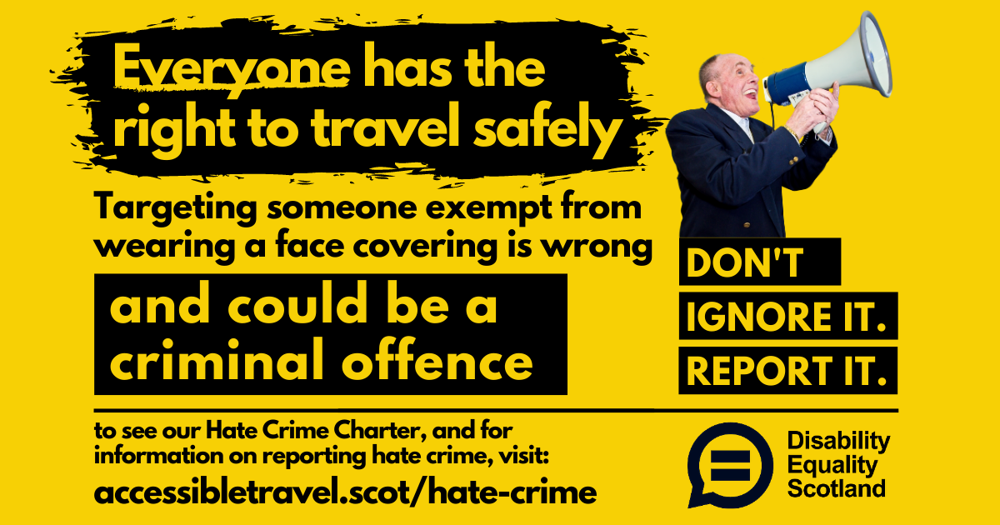 Everyone has the
right to travel safely
Targeting someone exempt from
wearing a face covering is wrong
and could be a
criminal offence
DON'T
IGNORE IT.
REPORT IT.
to see our Hate Crime Charter, and for
information on reporting hate crime, visit:
accessibletravel.scot/hate-crime
Disability
Equality
Scotland